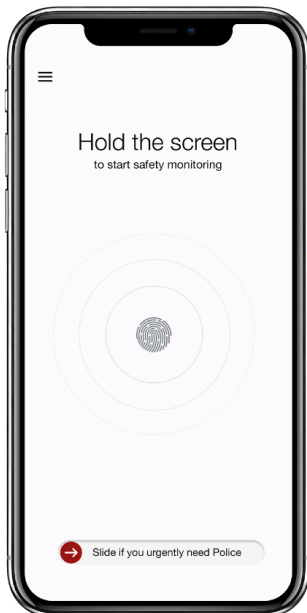 Hold the screen
to start safety monitoring
Slide if you urgently need Police